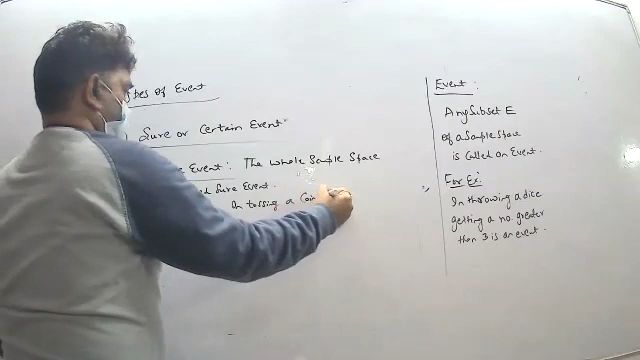 Types of Event
Sure or Certain Event"
Event: The whole Sample Space
Sure Event.
In tossing a Coin
Event:
Any Subset E
of a Sample space
is called an Event.
For Ex:
In throwing a dice
getting a no. greater
than 3 is an event.